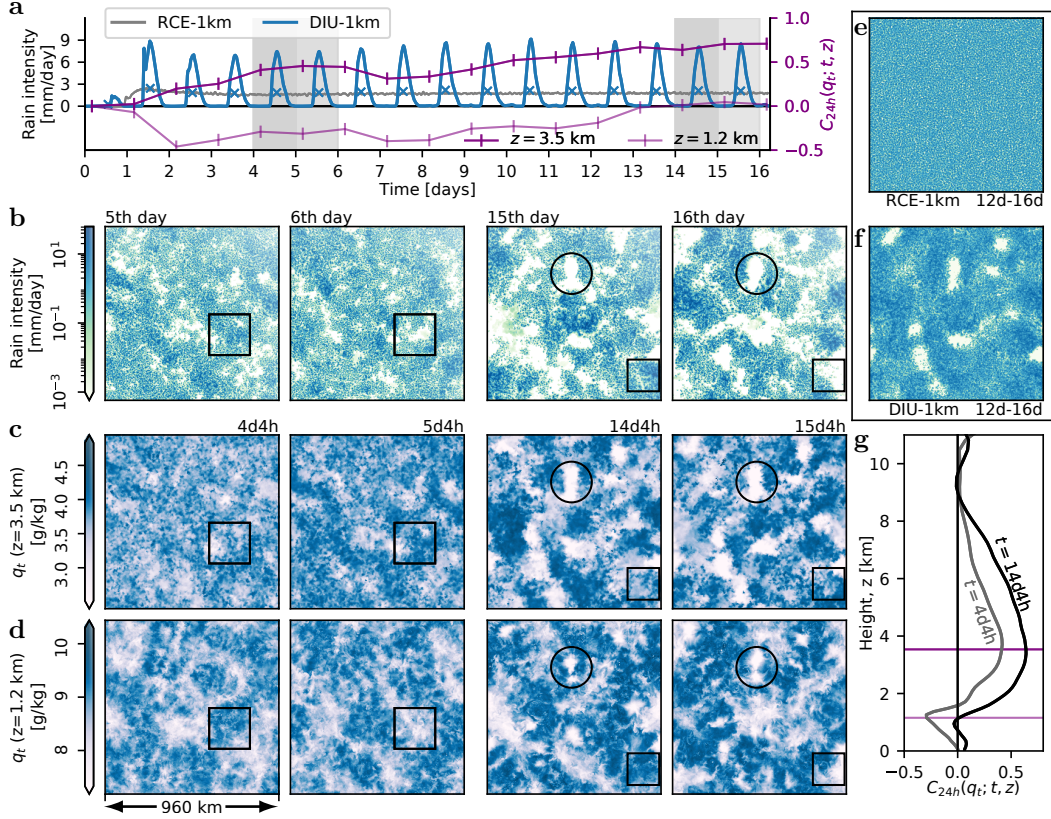 a
RCE-1km
DIU-1km
Rain intensity
[mm/day]
9
6
3
0
1.0
0.5
0.0
−0.5
C24h(qt; t, z)
z = 3.5 km
z = 1.2 km
0 1 2 3 4 5 6 7 8 9 10 11 12 13 14 15 16
Time [days]
b
5th day
6th day
15th day
16th day
Rain intensity
[mm/day]
10^1
10^−1
10^−3
c
4d4h
5d4h
14d4h
15d4h
qt (z=3.5 km)
[g/kg]
4.5
4.0
3.5
3.0
d
qt (z=1.2 km)
[g/kg]
10
9
8
960 km
e
RCE-1km 12d-16d
f
DIU-1km 12d-16d
g
Height, z [km]
10
8
6
4
2
0
t = 14d4h
t = 4d4h
−0.5 0.0 0.5
C24h(qt; t, z)